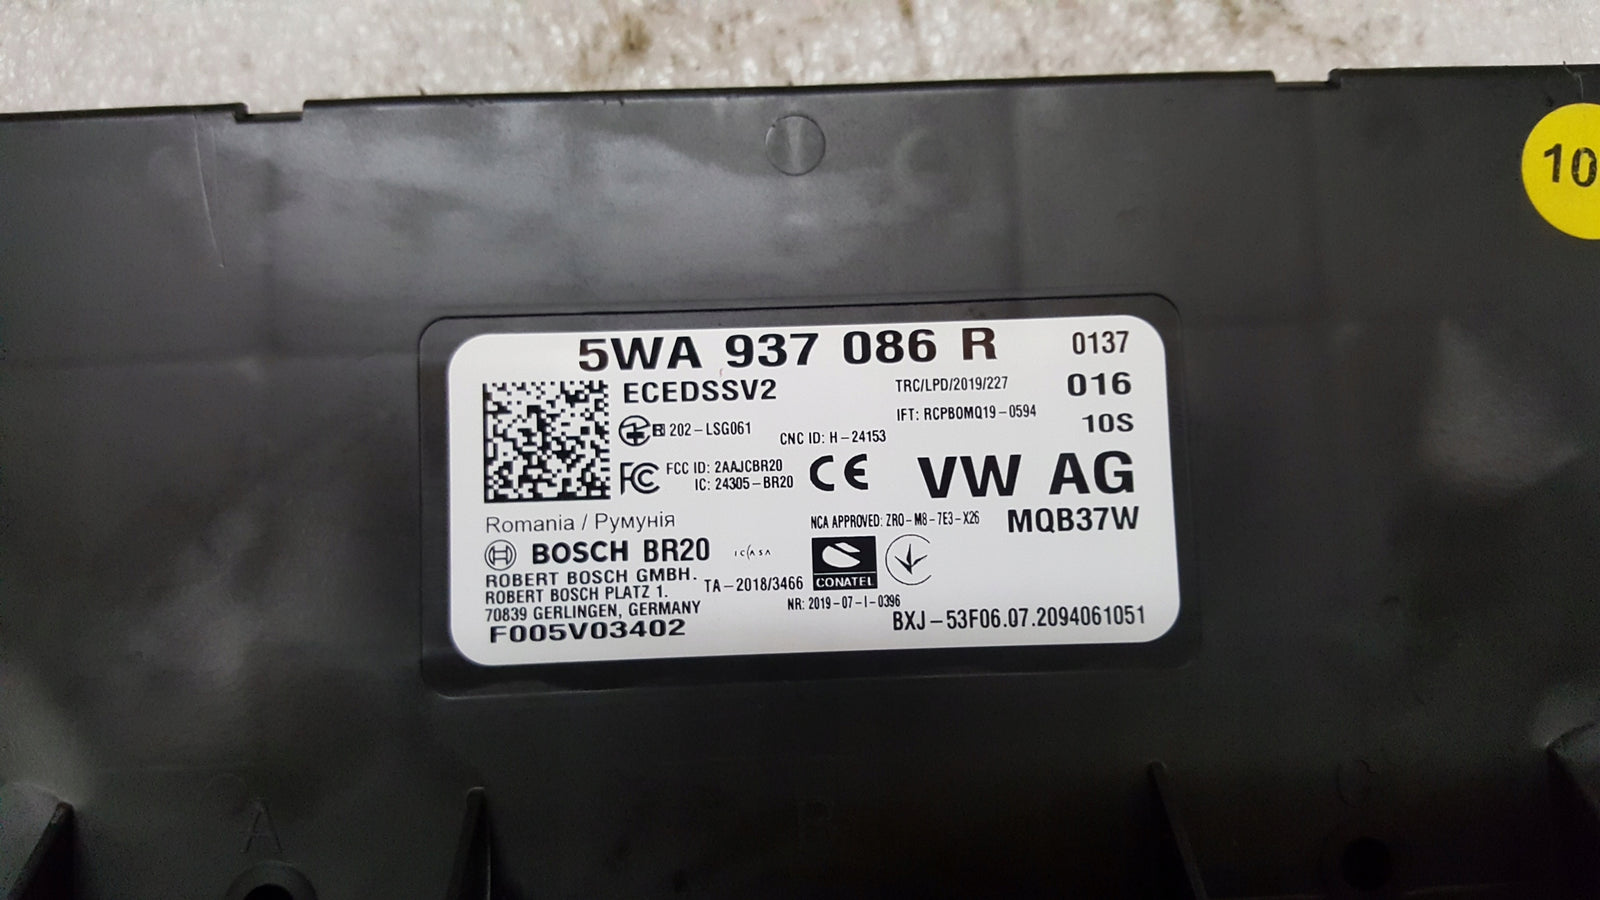 10
5WA 937 086 R
0137
ECEDSSV2
TRC/LPD/2019/227
016
R 202-LSG061
CNC ID: H-24153
IFT: RCPBOMQ19-0594
10S
FC
FCC ID: 2AAJCBR20
IC: 24305-BR20
CE
VW AG
Romania / Румунія
NCA APPROVED: ZRO-M8-7E3-X26
MQB37W
BOSCH BR20
ICASA
CONATEL
ROBERT BOSCH GMBH.
ROBERT BOSCH PLATZ 1.
TA-2018/3466
70839 GERLINGEN, GERMANY
NR: 2019-07-I-0396
F005V03402
BXJ-53F06.07.2094061051
A